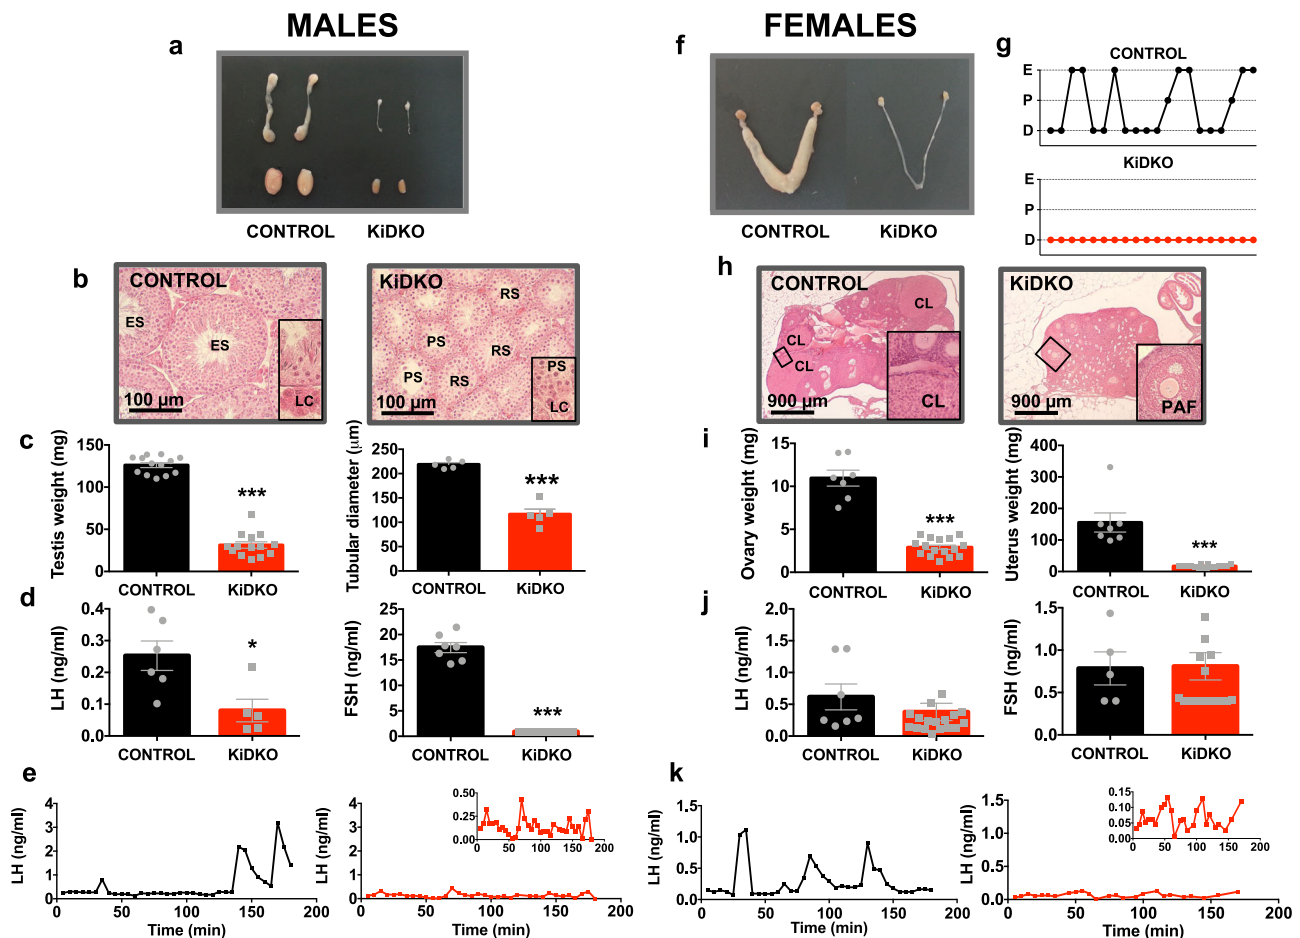 MALES
FEMALES
a
CONTROL
KiDKO
f
CONTROL
KiDKO
g
CONTROL
E
P
D
KiDKO
E
P
D
b
CONTROL
ES
ES
LC
100 µm
KiDKO
RS
PS
RS
PS
RS
PS
LC
100 µm
h
CONTROL
CL
CL
CL
CL
900 µm
KiDKO
PAF
900 µm
c
Testis weight (mg)
150
100
50
0
***
CONTROL
KiDKO
Tubular diameter (µm)
250
200
150
100
50
0
***
CONTROL
KiDKO
i
Ovary weight (mg)
15
10
5
0
***
CONTROL
KiDKO
Uterus weight (mg)
400
300
200
100
0
***
CONTROL
KiDKO
d
LH (ng/ml)
0.4
0.3
0.2
0.1
0.0
*
CONTROL
KiDKO
FSH (ng/ml)
25
20
15
10
5
0
***
CONTROL
KiDKO
j
LH (ng/ml)
2.0
1.5
1.0
0.5
0.0
CONTROL
KiDKO
FSH (ng/ml)
1.5
1.0
0.5
0.0
CONTROL
KiDKO
e
LH (ng/ml)
4
3
2
1
0
0 50 100 150 200
Time (min)
LH (ng/ml)
4
3
2
1
0
0 50 100 150 200
Time (min)
0.50
0.25
0.00
0 50 100 150 200
k
LH (ng/ml)
1.5
1.0
0.5
0.0
0 50 100 150 200
Time (min)
LH (ng/ml)
1.5
1.0
0.5
0.0
0 50 100 150 200
Time (min)
0.15
0.10
0.05
0.00
0 50 100 150 200